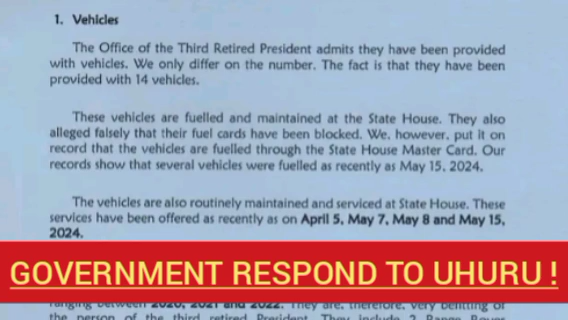 1. Vehicles
The Office of the Third Retired President admits they have been provided
with vehicles. We only differ on the number. The fact is that they have been
provided with 14 vehicles.
These vehicles are fuelled and maintained at the State House. They also
alleged falsely that their fuel cards have been blocked. We, however, put it on
record that the vehicles are fuelled through the State House Master Card. Our
records show that several vehicles were fuelled as recently as May 15, 2024.
The vehicles are also routinely maintained and serviced at State House. These
services have been offered as recently as on April 5, May 7, May 8 and May 15,
2024.
GOVERNMENT RESPOND TO UHURU !
ranging between 2020, 2021 and 2022. They are, therefore, very befitting of
the person of the third retired President. They include 2 Range Rover